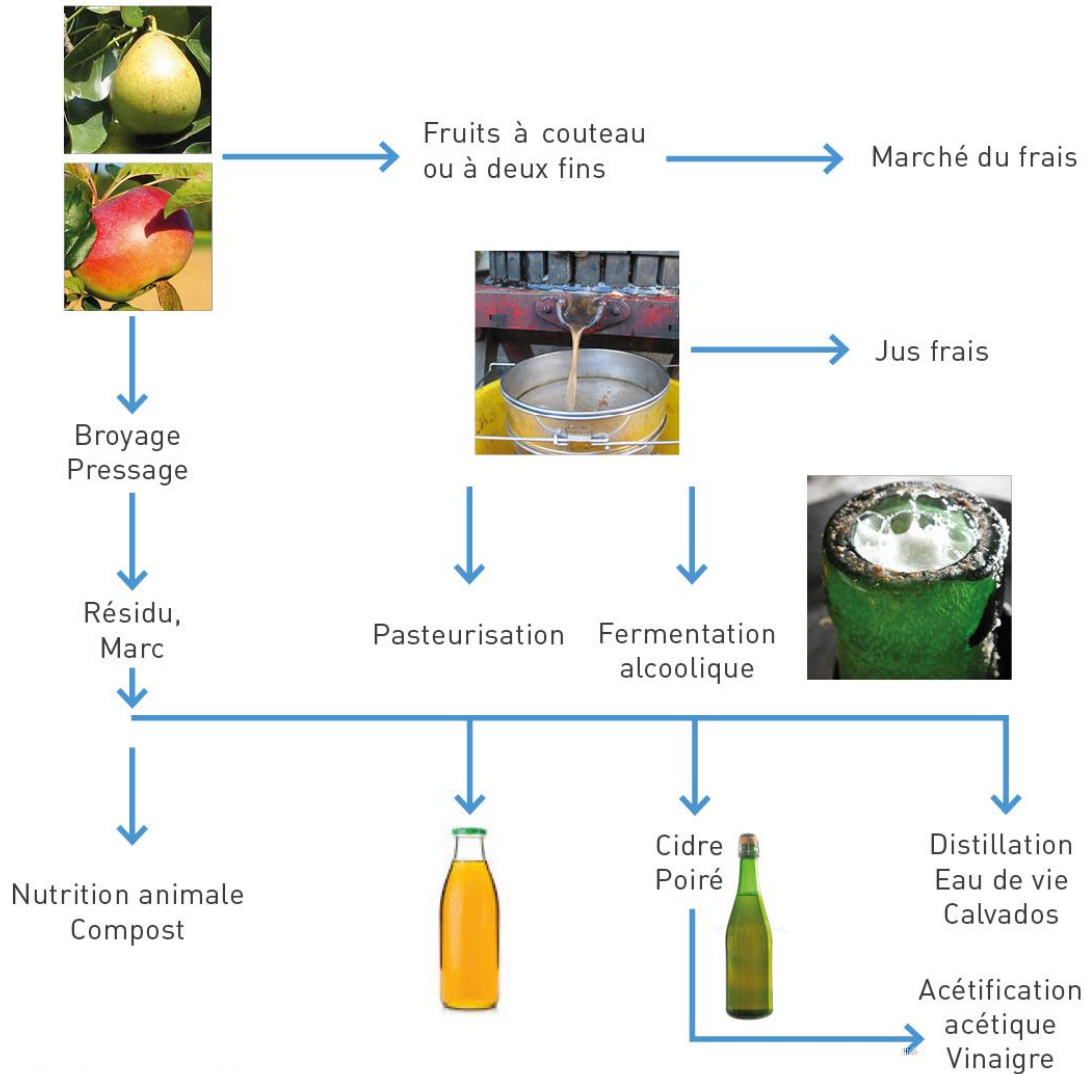 Fruits à couteau
ou à deux fins
Marché du frais
Jus frais
Broyage
Pressage
Résidu,
Marc
Pasteurisation
Fermentation
alcoolique
Nutrition animale
Compost
Cidre
Poiré
Distillation
Eau de vie
Calvados
Acétification
acétique
Vinaigre